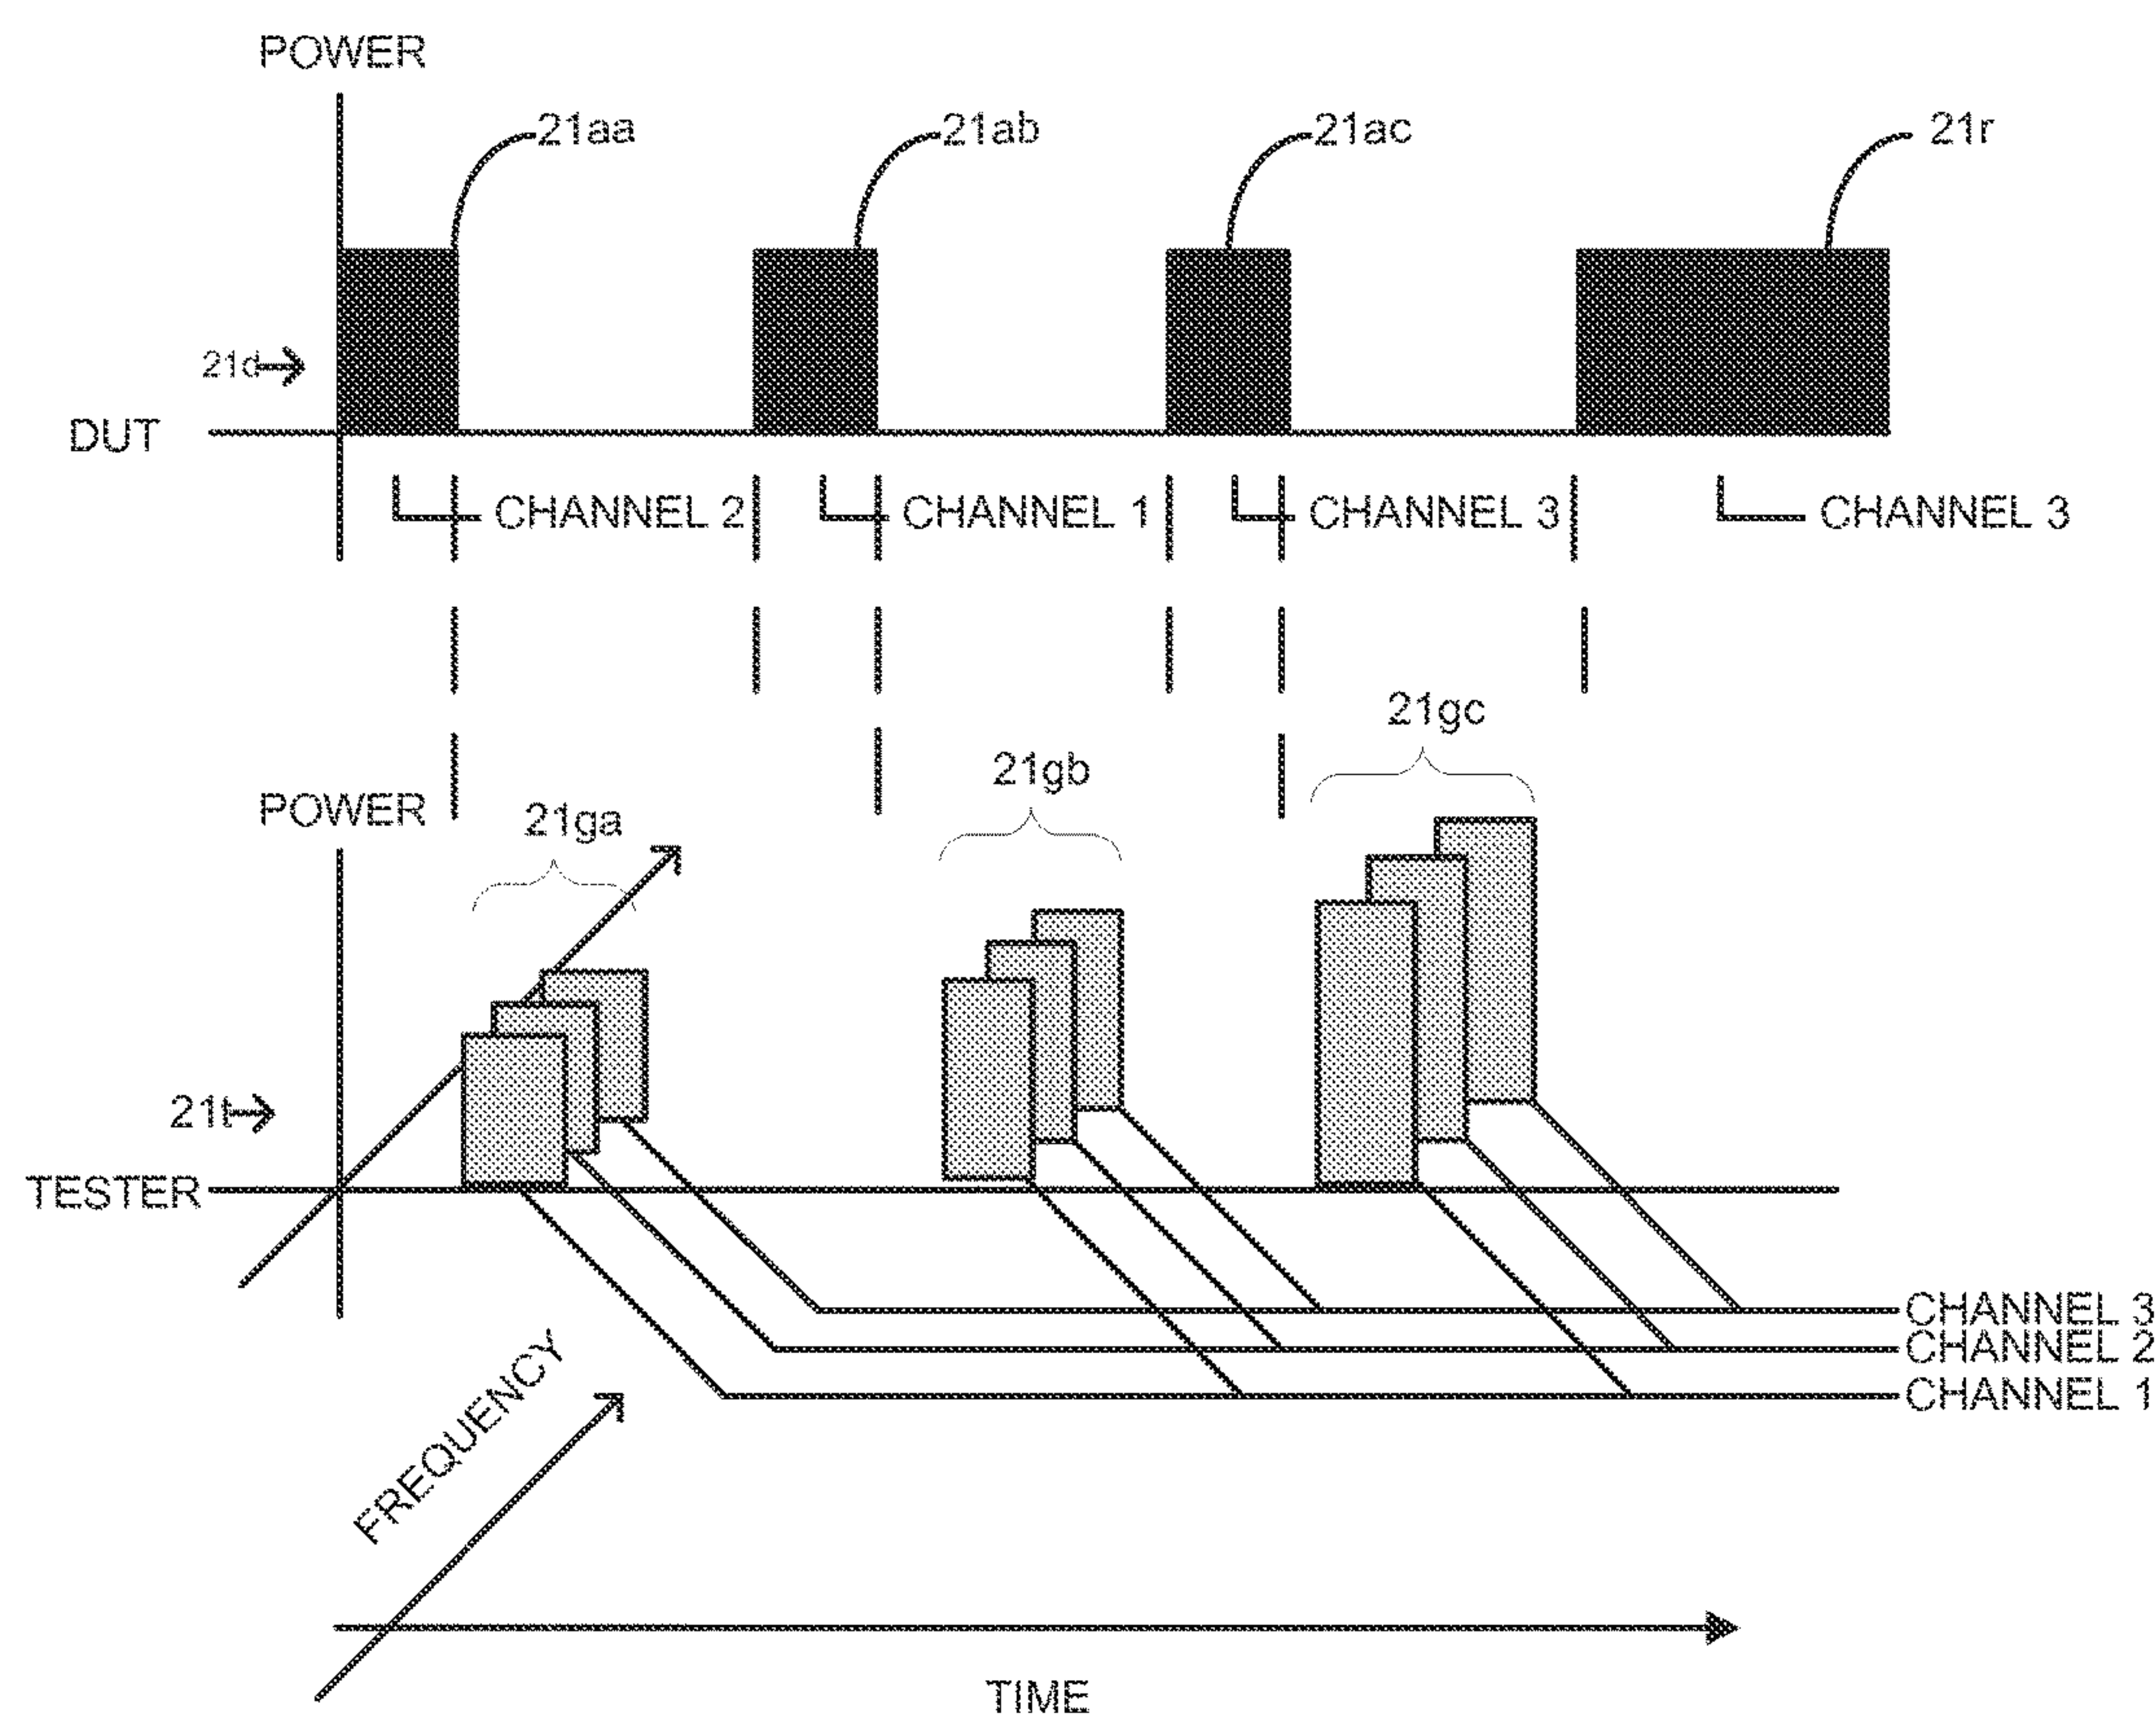 POWER
21aa
21ab
21ac
21r
21d
DUT
CHANNEL 2
CHANNEL 1
CHANNEL 3
CHANNEL 3
21gc
21gb
POWER
21ga
21t
TESTER
CHANNEL 3
CHANNEL 2
CHANNEL 1
FREQUENCY
TIME